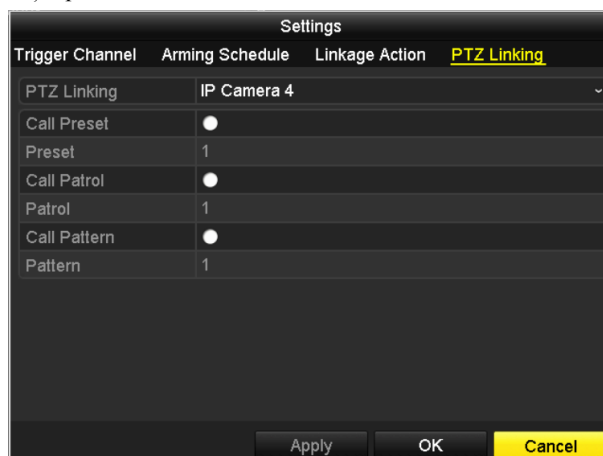 Settings
Trigger Channel Arming Schedule Linkage Action PTZ Linking
PTZ Linking IP Camera 4
Call Preset
Preset 1
Call Patrol
Patrol 1
Call Pattern
Pattern 1
Apply OK Cancel